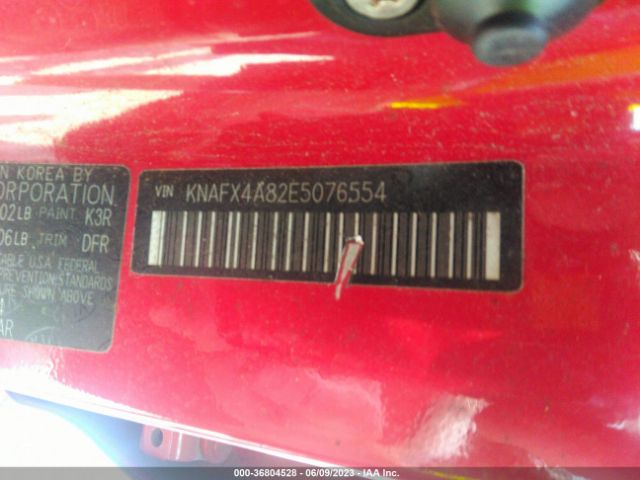 N KOREA BY
ORPORATION
02LB PAINT K3R
06LB TRIM DFR
ABLE U.S.A. FEDERAL
PREVENTION STANDARDS
URE SHOWN ABOVE
AR
VIN KNAFX4A82E5076554
000-36804528 - 06/09/2023 - IAA Inc.